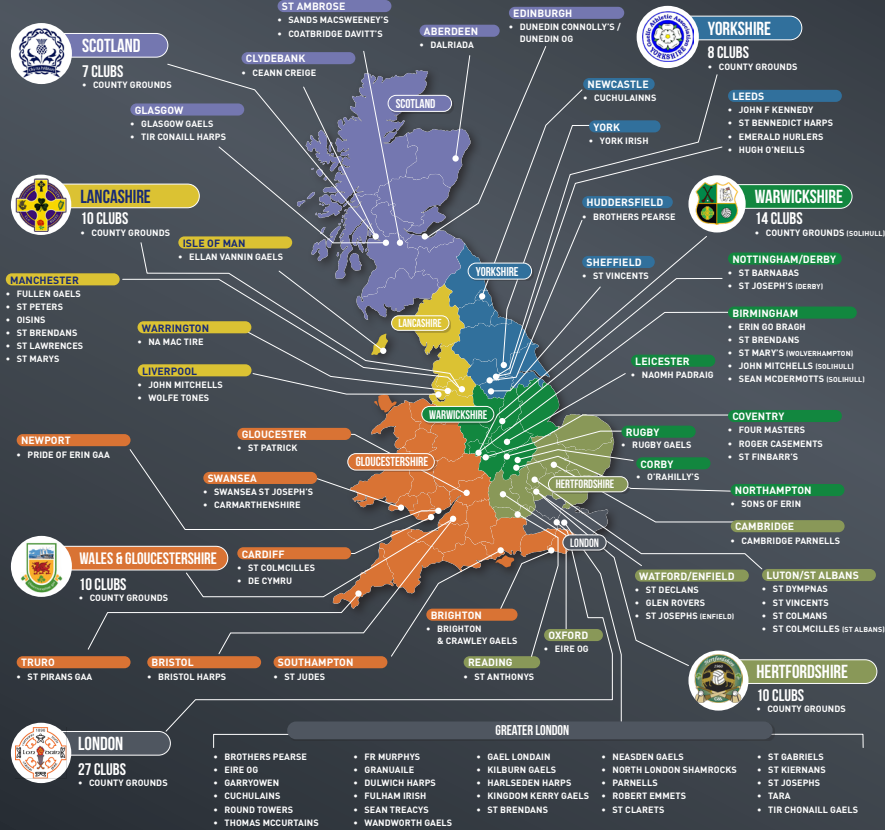 ST AMBROSE
• SANDS MACSWEENEY'S
• COATBRIDGE DAVITT'S
ABERDEEN
• DALRIADA
EDINBURGH
• DUNEDIN CONNOLLY'S /
DUNEDIN OG
SCOTLAND
7 CLUBS
• COUNTY GROUNDS
CLYDEBANK
• CEANN CREIGE
GLASGOW
• GLASGOW GAELS
• TIR CONAILL HARPS
YORKSHIRE
8 CLUBS
• COUNTY GROUNDS
NEWCASTLE
• CUCHULAINNS
YORK
• YORK IRISH
LEEDS
• JOHN F KENNEDY
• ST BENEDICT HARPS
• EMERALD HURLERS
• HUGH O'NEILLS
HUDDERSFIELD
• BROTHERS PEARSE
SHEFFIELD
• ST VINCENTS
LANCASHIRE
10 CLUBS
• COUNTY GROUNDS
ISLE OF MAN
• ELLAN VANNIN GAELS
MANCHESTER
• FULLEN GAELS
• ST PETERS
• OISINS
• ST BRENDANS
• ST LAWRENCES
• ST MARYS
WARRINGTON
• NA MAC TIRE
LIVERPOOL
• JOHN MITCHELLS
• WOLFE TONES
WARWICKSHIRE
14 CLUBS
• COUNTY GROUNDS (SOLIHULL)
NOTTINGHAM/DERBY
• ST BARNABAS
• ST JOSEPH'S (DERBY)
BIRMINGHAM
• ERIN GO BRAGH
• ST BRENDANS
• ST MARY'S (WOLVERHAMPTON)
• JOHN MITCHELLS (SOLIHULL)
• SEAN MCDERMOTTS (SOLIHULL)
LEICESTER
• NAOMH PADRAIG
COVENTRY
• FOUR MASTERS
• ROGER CASEMENTS
• ST FINBARR'S
RUGBY
• RUGBY GAELS
CORBY
• O'RAHILLY'S
NORTHAMPTON
• SONS OF ERIN
CAMBRIDGE
• CAMBRIDGE PARNELLS
SCOTLAND
YORKSHIRE
LANCASHIRE
WARWICKSHIRE
GLOUCESTERSHIRE
HERTFORDSHIRE
LONDON
NEWPORT
• PRIDE OF ERIN GAA
GLOUCESTER
• ST PATRICK
SWANSEA
• SWANSEA ST JOSEPH'S
• CARMARTHENSHIRE
WALES & GLOUCESTERSHIRE
10 CLUBS
• COUNTY GROUNDS
CARDIFF
• ST COLMCILLES
• DE CYMRU
TRURO
• ST PIRANS GAA
BRISTOL
• BRISTOL HARPS
SOUTHAMPTON
• ST JUDES
BRIGHTON
• BRIGHTON
& CRAWLEY GAELS
READING
• ST ANTHONYS
OXFORD
• EIRE OG
WATFORD/ENFIELD
• ST DECLANS
• GLEN ROVERS
• ST JOSEPHS (ENFIELD)
LUTON/ST ALBANS
• ST DYMPNAS
• ST VINCENTS
• ST COLMANS
• ST COLMCILLES (ST ALBANS)
HERTFORDSHIRE
10 CLUBS
• COUNTY GROUNDS
LONDON
27 CLUBS
• COUNTY GROUNDS
GREATER LONDON
• BROTHERS PEARSE
• EIRE OG
• GARRYOWEN
• CUCHULAINS
• ROUND TOWERS
• THOMAS MCCURTAINS
• FR MURPHYS
• GRANUAILE
• DULWICH HARPS
• FULHAM IRISH
• SEAN TREACYS
• WANDWORTH GAELS
• GAEL LONDAIN
• KILBURN GAELS
• HARLSEDEN HARPS
• KINGDOM KERRY GAELS
• ST BRENDANS
• NEASDEN GAELS
• NORTH LONDON SHAMROCKS
• PARNELLS
• ROBERT EMMETS
• ST CLARETS
• ST GABRIELS
• ST KIERNANS
• ST JOSEPHS
• TARA
• TIR CHONAILL GAELS